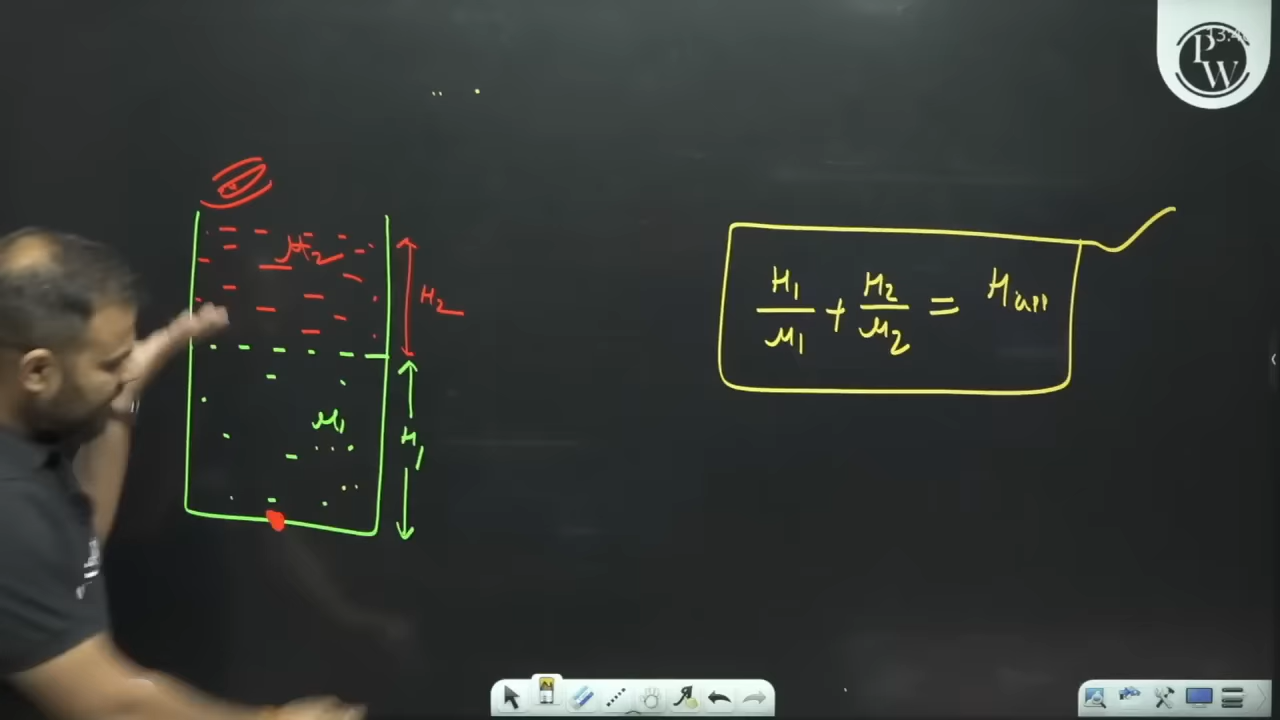 PW
μ₂
H₂
μ₁
H₁
H₁/μ₁ + H₂/μ₂ = Happ